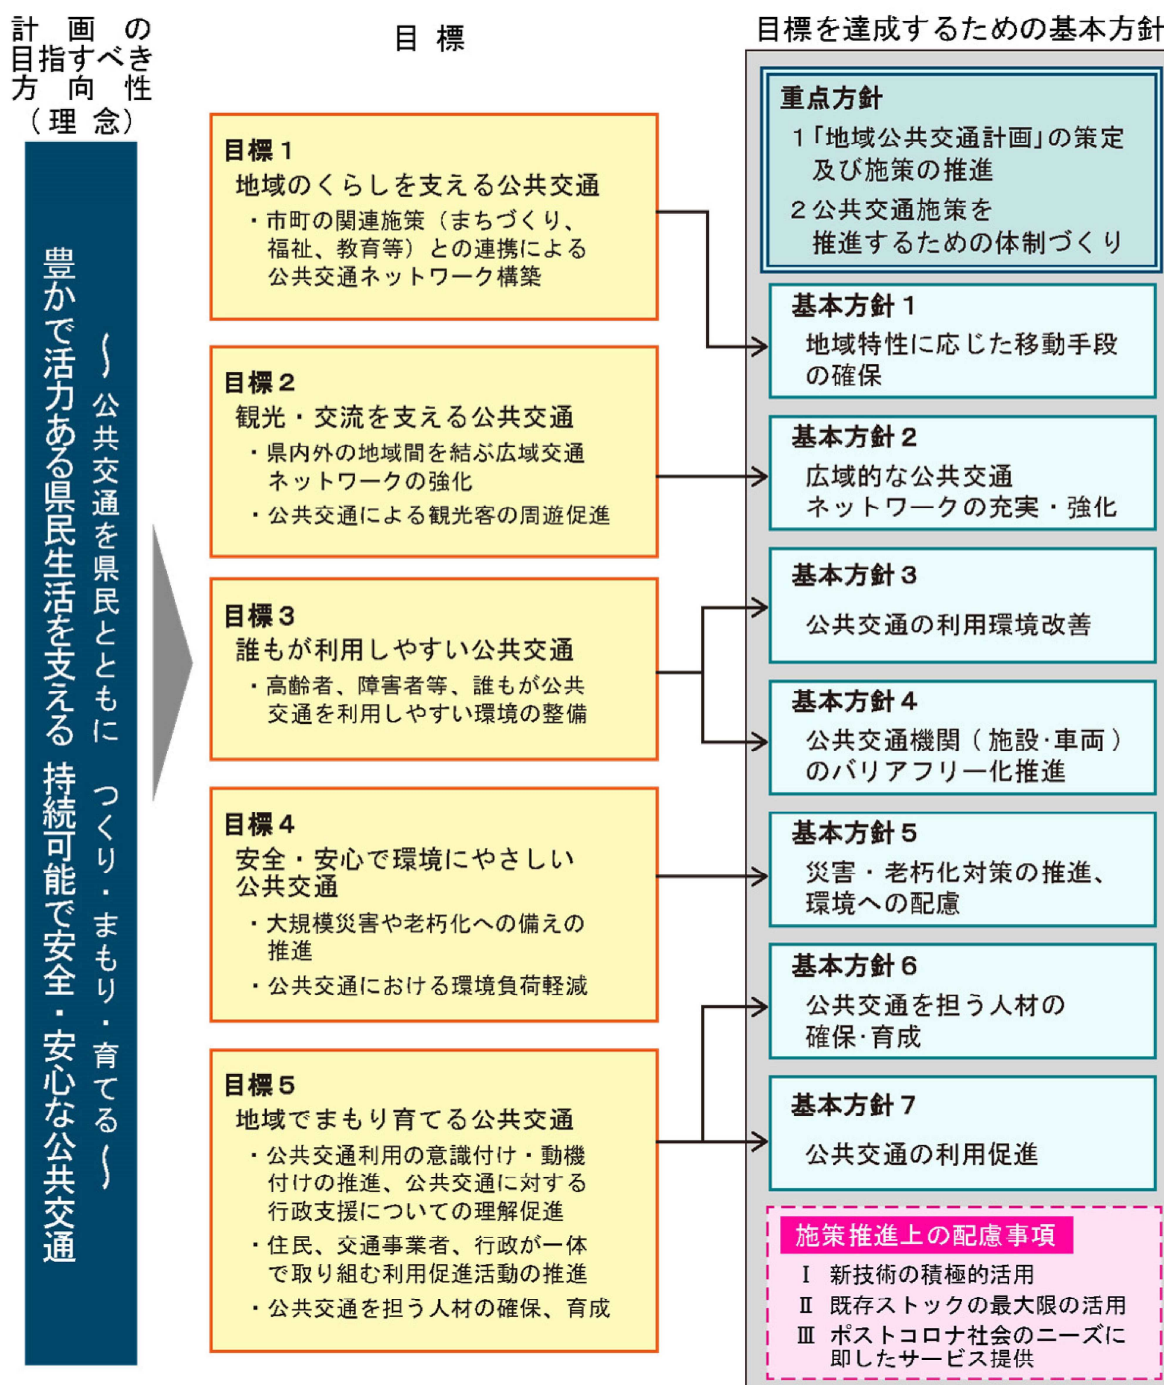 計画の
目指すべき
方向性
（理念）
豊かで活力ある県民生活を支える 持続可能で安全・安心な公共交通
～公共交通を県民とともに つくり・まもり・育てる～
目標
目標１
地域のくらしを支える公共交通
・市町の関連施策（まちづくり、
福祉、教育等）との連携による
公共交通ネットワーク構築
目標２
観光・交流を支える公共交通
・県内外の地域間を結ぶ広域交通
ネットワークの強化
・公共交通による観光客の周遊促進
目標３
誰もが利用しやすい公共交通
・高齢者、障害者等、誰もが公共
交通を利用しやすい環境の整備
目標４
安全・安心で環境にやさしい
公共交通
・大規模災害や老朽化への備えの
推進
・公共交通における環境負荷軽減
目標５
地域でまもり育てる公共交通
・公共交通利用の意識付け・動機
付けの推進、公共交通に対する
行政支援についての理解促進
・住民、交通事業者、行政が一体
で取り組む利用促進活動の推進
・公共交通を担う人材の確保、育成
目標を達成するための基本方針
重点方針
１「地域公共交通計画」の策定
及び施策の推進
２公共交通施策を
推進するための体制づくり
基本方針１
地域特性に応じた移動手段
の確保
基本方針２
広域的な公共交通
ネットワークの充実・強化
基本方針３
公共交通の利用環境改善
基本方針４
公共交通機関（施設･車両）
のバリアフリー化推進
基本方針５
災害・老朽化対策の推進、
環境への配慮
基本方針６
公共交通を担う人材の
確保･育成
基本方針７
公共交通の利用促進
施策推進上の配慮事項
Ⅰ 新技術の積極的活用
Ⅱ 既存ストックの最大限の活用
Ⅲ ポストコロナ社会のニーズに
即したサービス提供